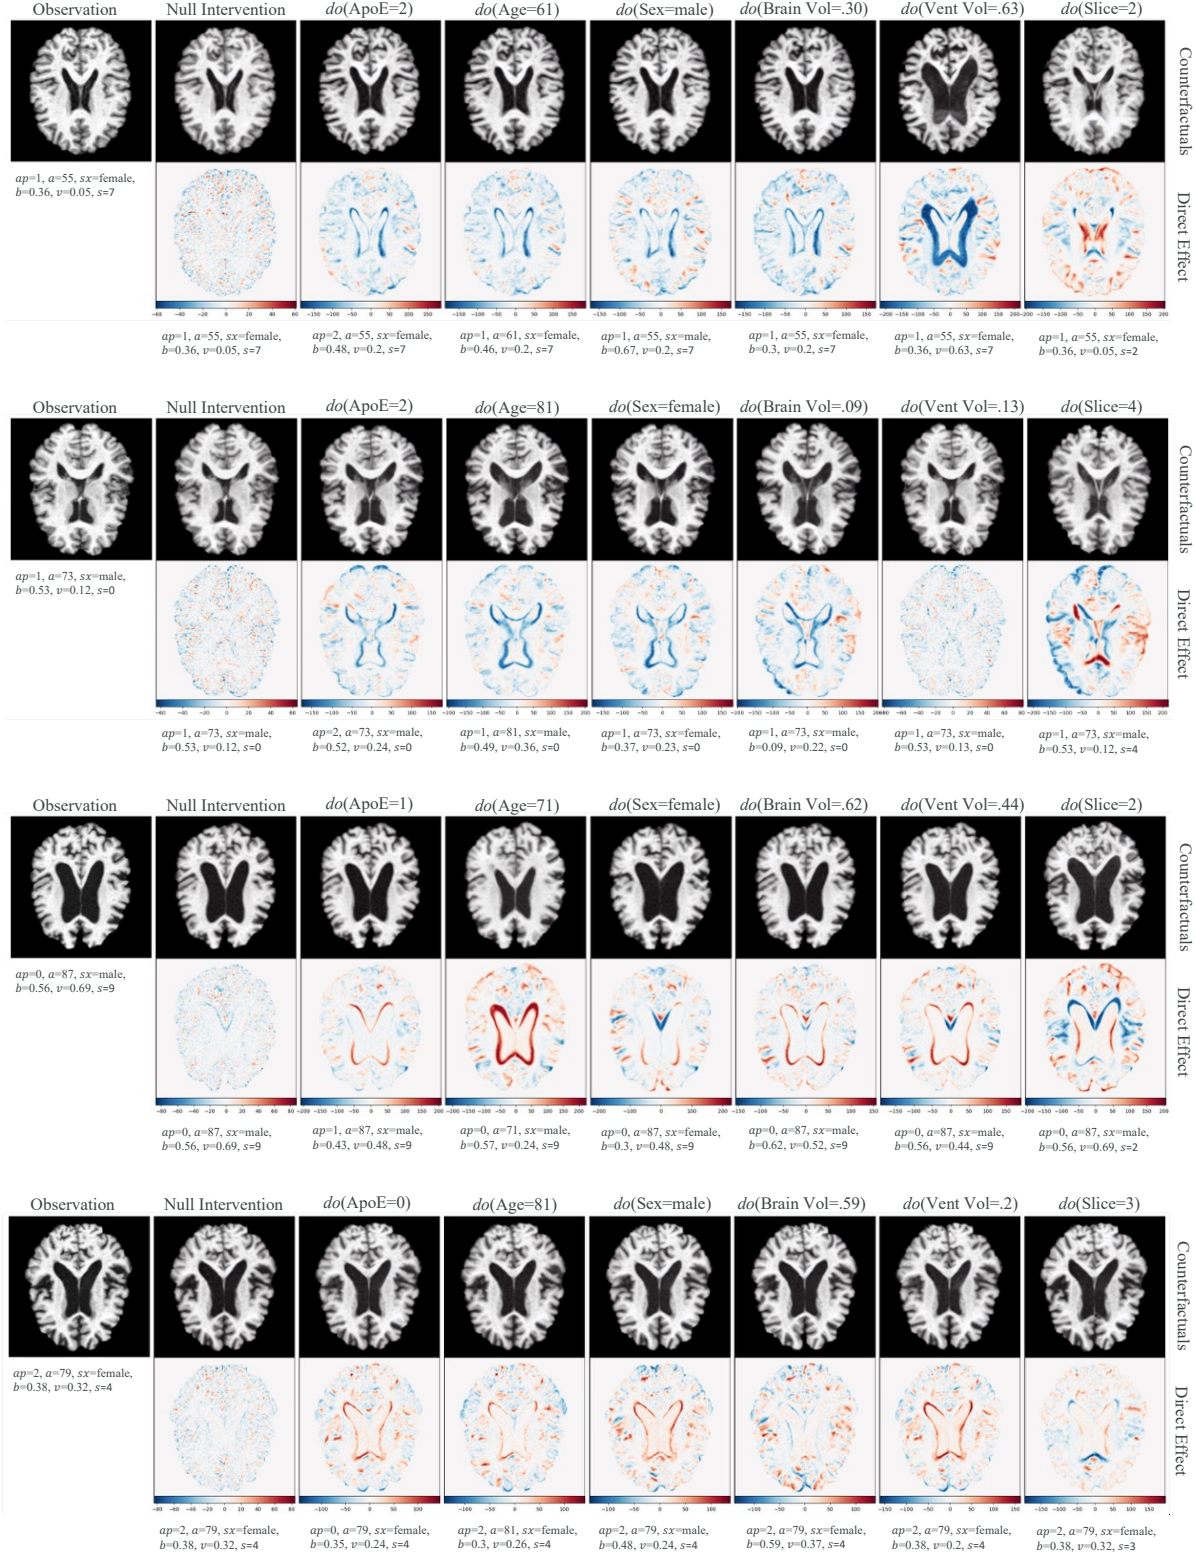 Observation Null Intervention do(ApoE=2) do(Age=61) do(Sex=male) do(Brain Vol=.30) do(Vent Vol=.63) do(Slice=2)
Counterfactuals
ap=1, a=55, sx=female,
b=0.36, v=0.05, s=7
Direct Effect
ap=1, a=55, sx=female, ap=2, a=55, sx=female, ap=1, a=61, sx=female, ap=1, a=55, sx=male, ap=1, a=55, sx=female, ap=1, a=55, sx=female, ap=1, a=55, sx=female,
b=0.36, v=0.05, s=7 b=0.48, v=0.2, s=7 b=0.46, v=0.2, s=7 b=0.67, v=0.2, s=7 b=0.3, v=0.2, s=7 b=0.36, v=0.63, s=7 b=0.36, v=0.05, s=2
Observation Null Intervention do(ApoE=2) do(Age=81) do(Sex=female) do(Brain Vol=.09) do(Vent Vol=.13) do(Slice=4)
Counterfactuals
ap=1, a=73, sx=male,
b=0.53, v=0.12, s=0
Direct Effect
ap=1, a=73, sx=male, ap=2, a=73, sx=male, ap=1, a=81, sx=male, ap=1, a=73, sx=female, ap=1, a=73, sx=male, ap=1, a=73, sx=male, ap=1, a=73, sx=male,
b=0.53, v=0.12, s=0 b=0.52, v=0.24, s=0 b=0.49, v=0.36, s=0 b=0.37, v=0.23, s=0 b=0.09, v=0.22, s=0 b=0.53, v=0.13, s=0 b=0.53, v=0.12, s=4
Observation Null Intervention do(ApoE=1) do(Age=71) do(Sex=female) do(Brain Vol=.62) do(Vent Vol=.44) do(Slice=2)
Counterfactuals
ap=0, a=87, sx=male,
b=0.56, v=0.69, s=9
Direct Effect
ap=0, a=87, sx=male, ap=1, a=87, sx=male, ap=0, a=71, sx=male, ap=0, a=87, sx=female, ap=0, a=87, sx=male, ap=0, a=87, sx=male, ap=0, a=87, sx=male,
b=0.56, v=0.69, s=9 b=0.43, v=0.48, s=9 b=0.57, v=0.24, s=9 b=0.3, v=0.48, s=9 b=0.62, v=0.52, s=9 b=0.56, v=0.44, s=9 b=0.56, v=0.69, s=2
Observation Null Intervention do(ApoE=0) do(Age=81) do(Sex=male) do(Brain Vol=.59) do(Vent Vol=.2) do(Slice=3)
Counterfactuals
ap=2, a=79, sx=female,
b=0.38, v=0.32, s=4
Direct Effect
ap=2, a=79, sx=female, ap=0, a=79, sx=female, ap=2, a=81, sx=female, ap=2, a=79, sx=male, ap=2, a=79, sx=female, ap=2, a=79, sx=female, ap=2, a=79, sx=female,
b=0.38, v=0.32, s=4 b=0.35, v=0.24, s=4 b=0.3, v=0.26, s=4 b=0.48, v=0.24, s=4 b=0.59, v=0.37, s=4 b=0.38, v=0.2, s=4 b=0.38, v=0.32, s=3